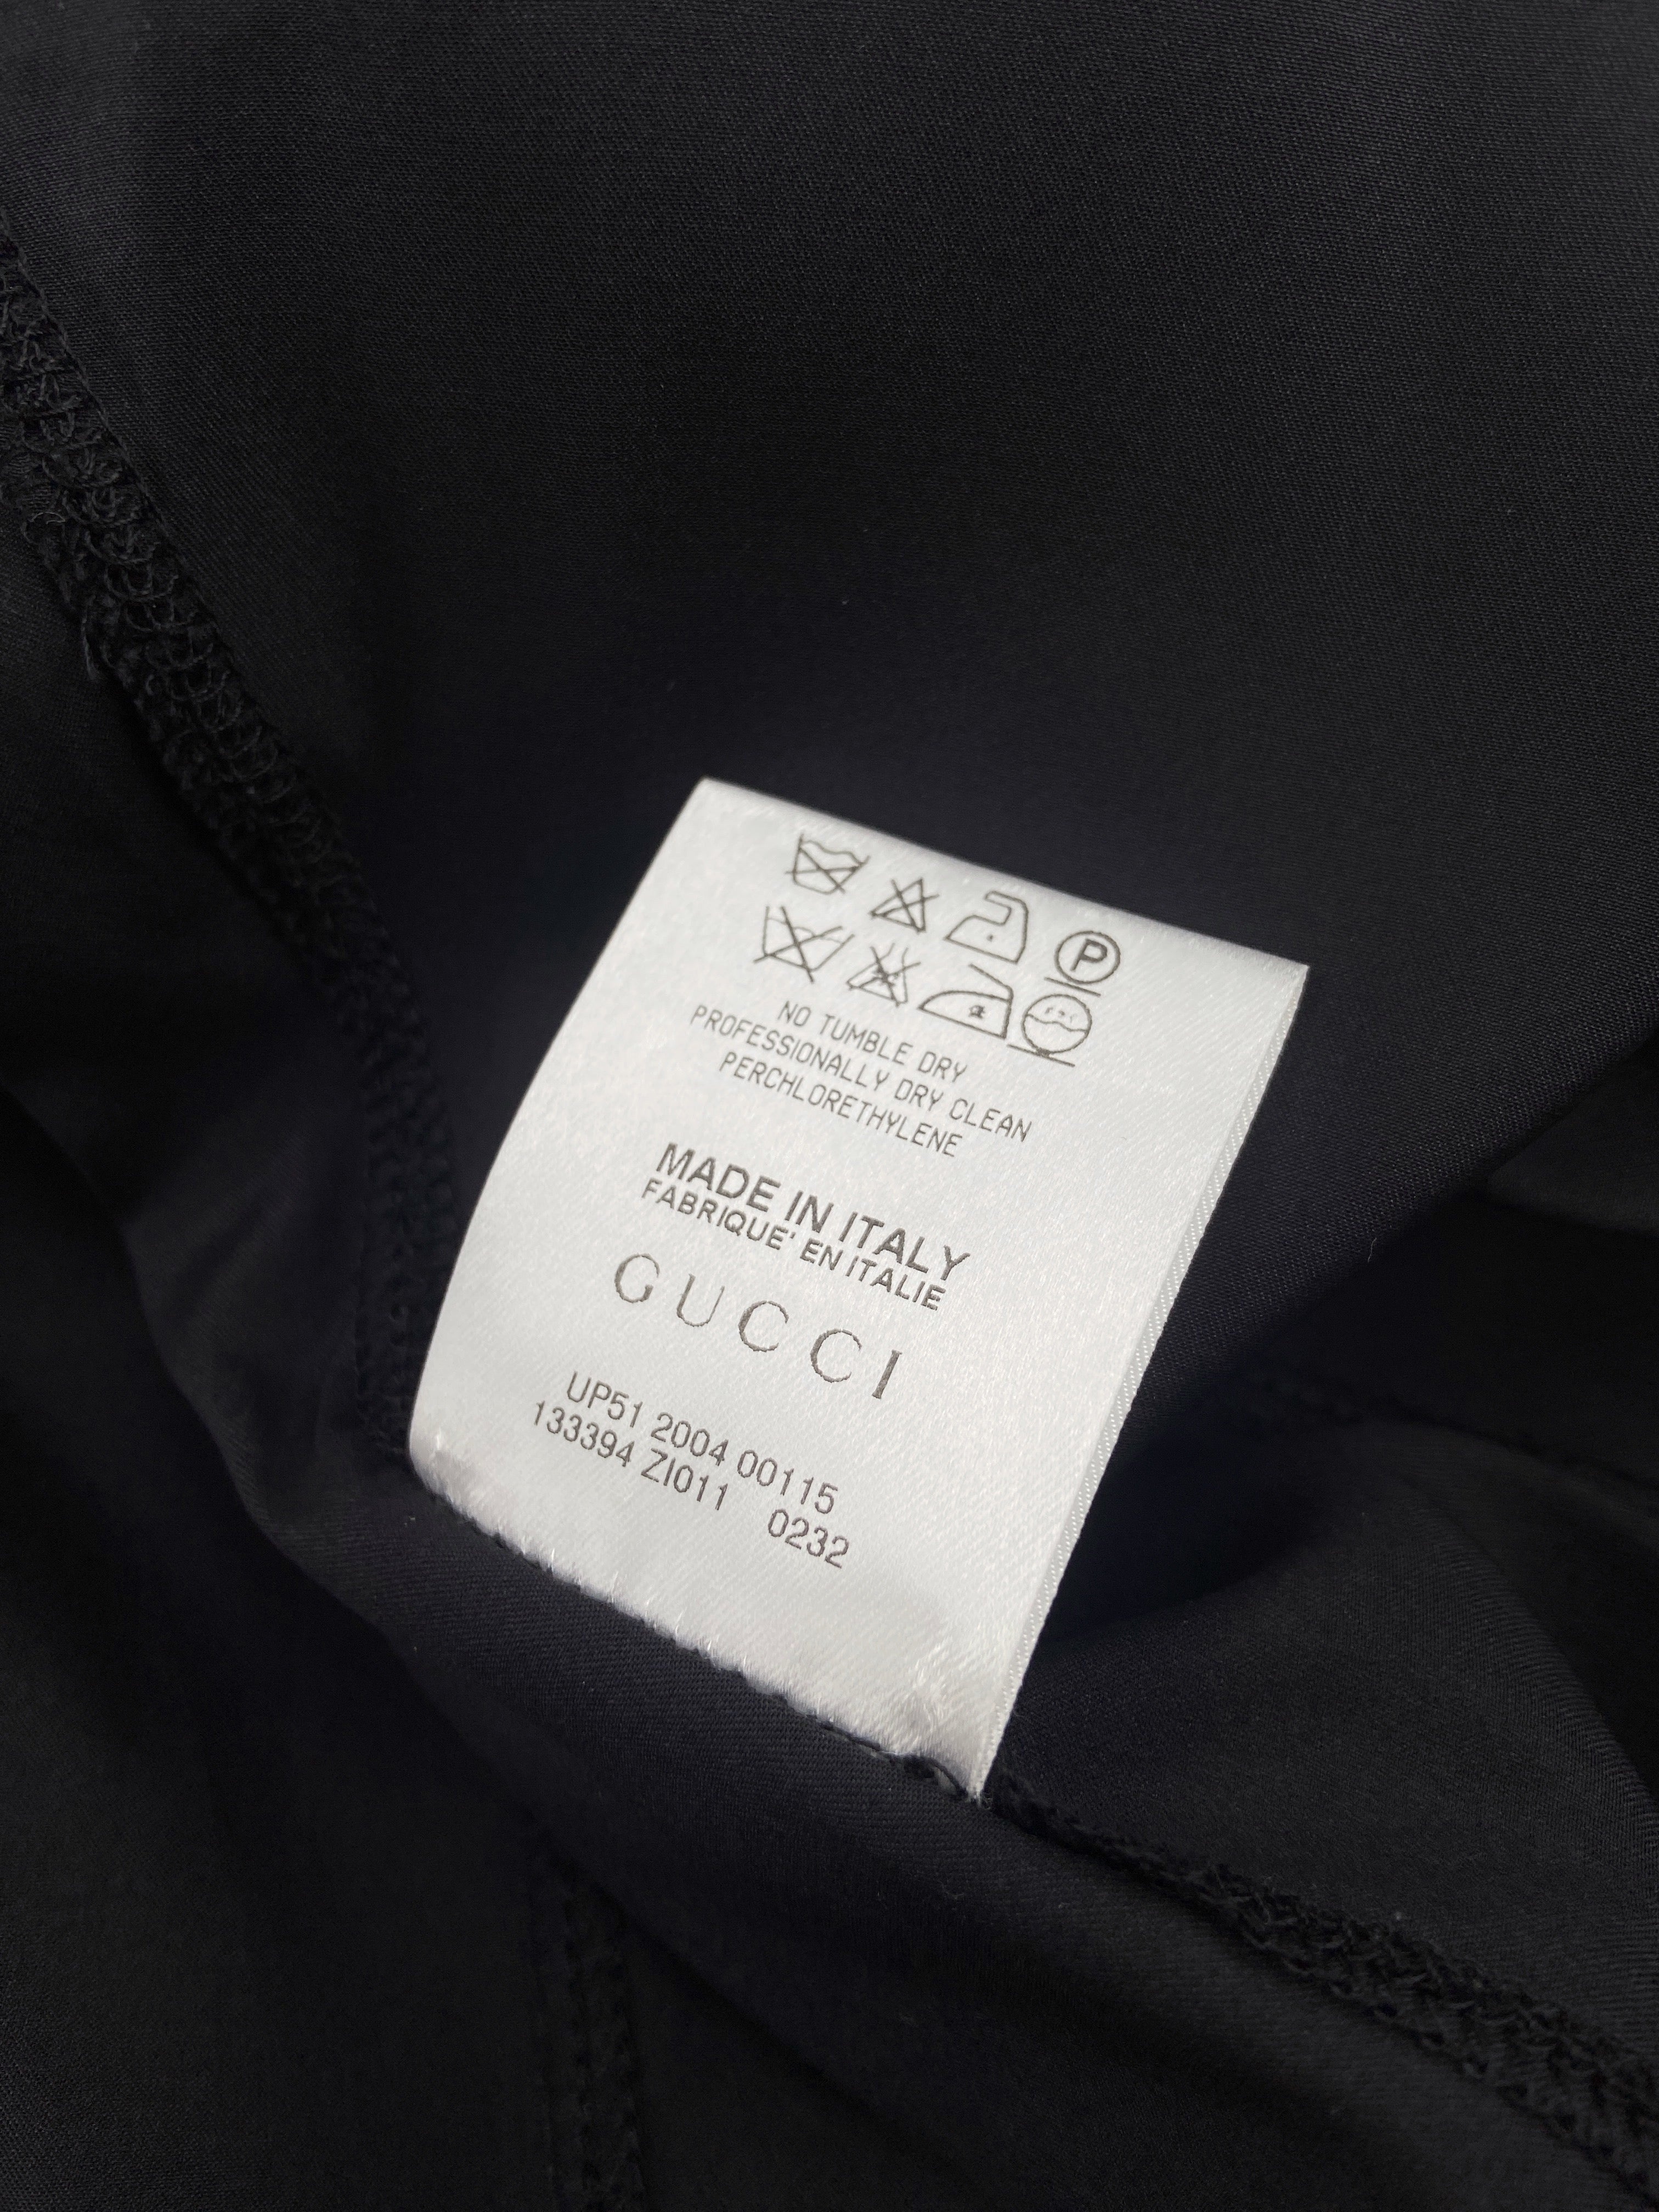 P
NO TUMBLE DRY
PROFESSIONALLY DRY CLEAN
PERCHLORETHYLENE
MADE IN ITALY
FABRIQUE' EN ITALIE
GUCCI
UP51 2004 00115
133394 ZI011 0232